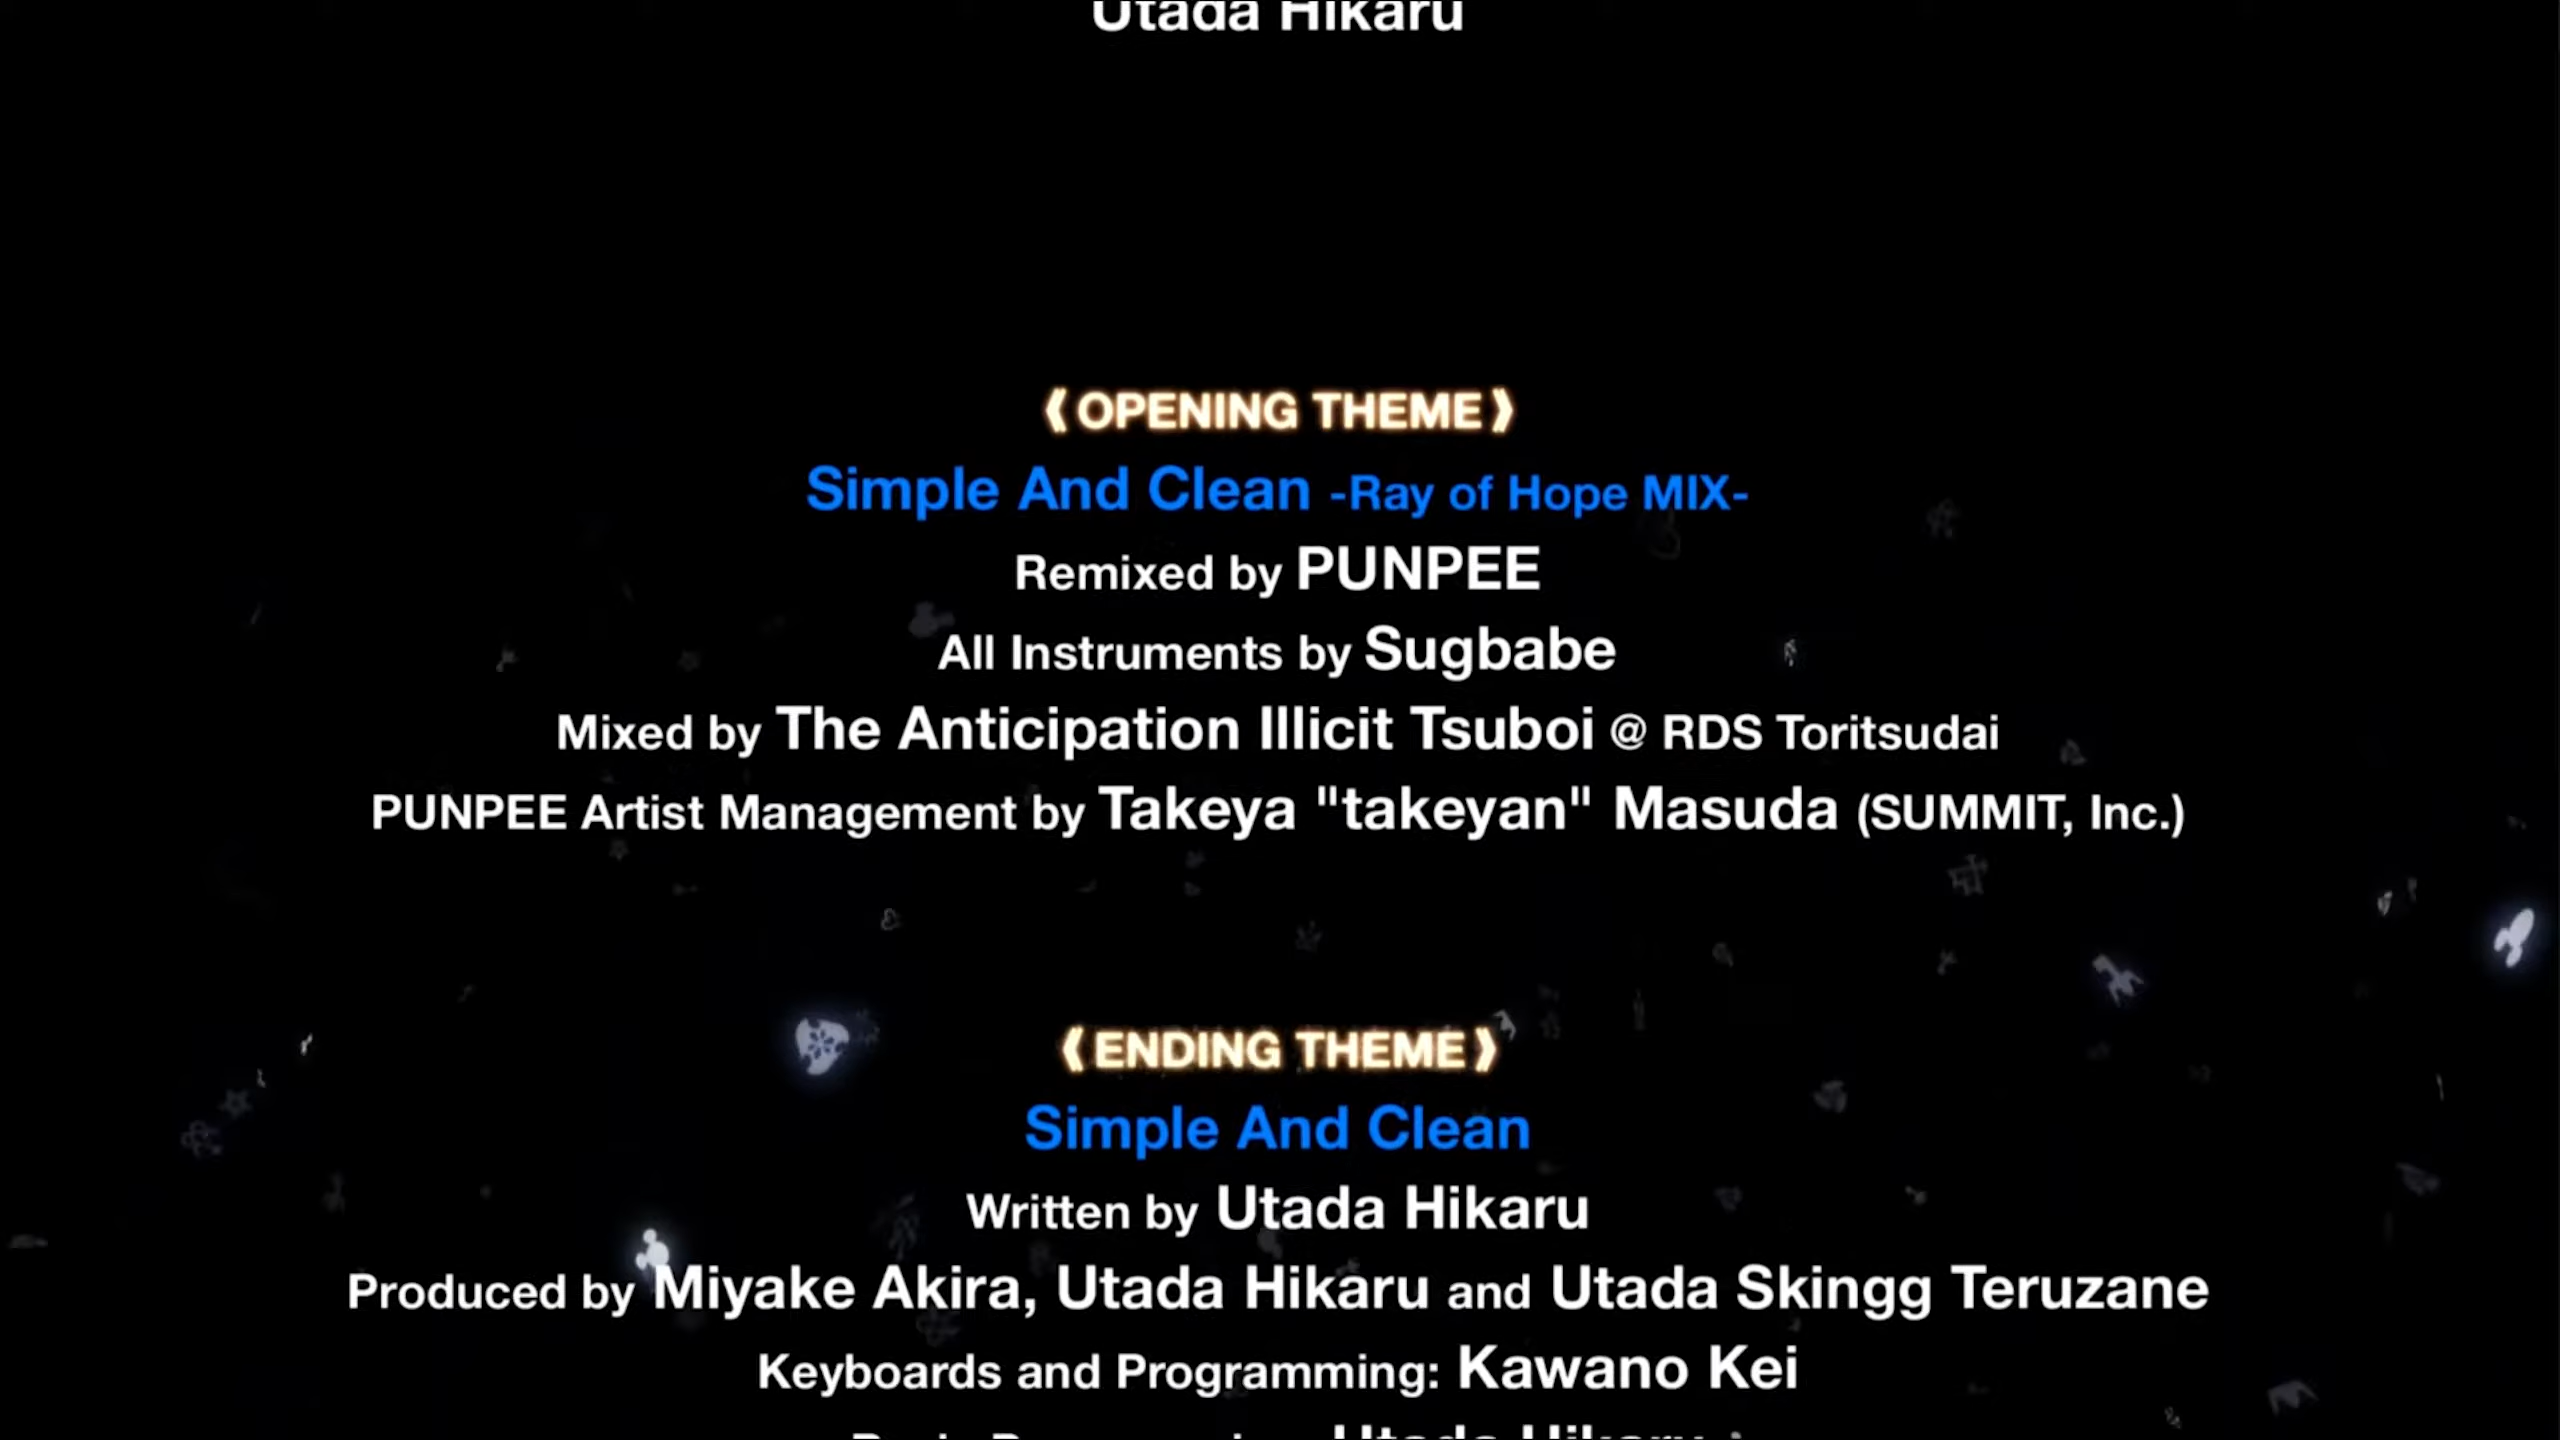 Utada Hikaru
《OPENING THEME》
Simple And Clean -Ray of Hope MIX-
Remixed by PUNPEE
All Instruments by Sugbabe
Mixed by The Anticipation Illicit Tsuboi @ RDS Toritsudai
PUNPEE Artist Management by Takeya "takeyan" Masuda (SUMMIT, Inc.)
《ENDING THEME》
Simple And Clean
Written by Utada Hikaru
Produced by Miyake Akira, Utada Hikaru and Utada Skingg Teruzane
Keyboards and Programming: Kawano Kei
Utada Hikaru